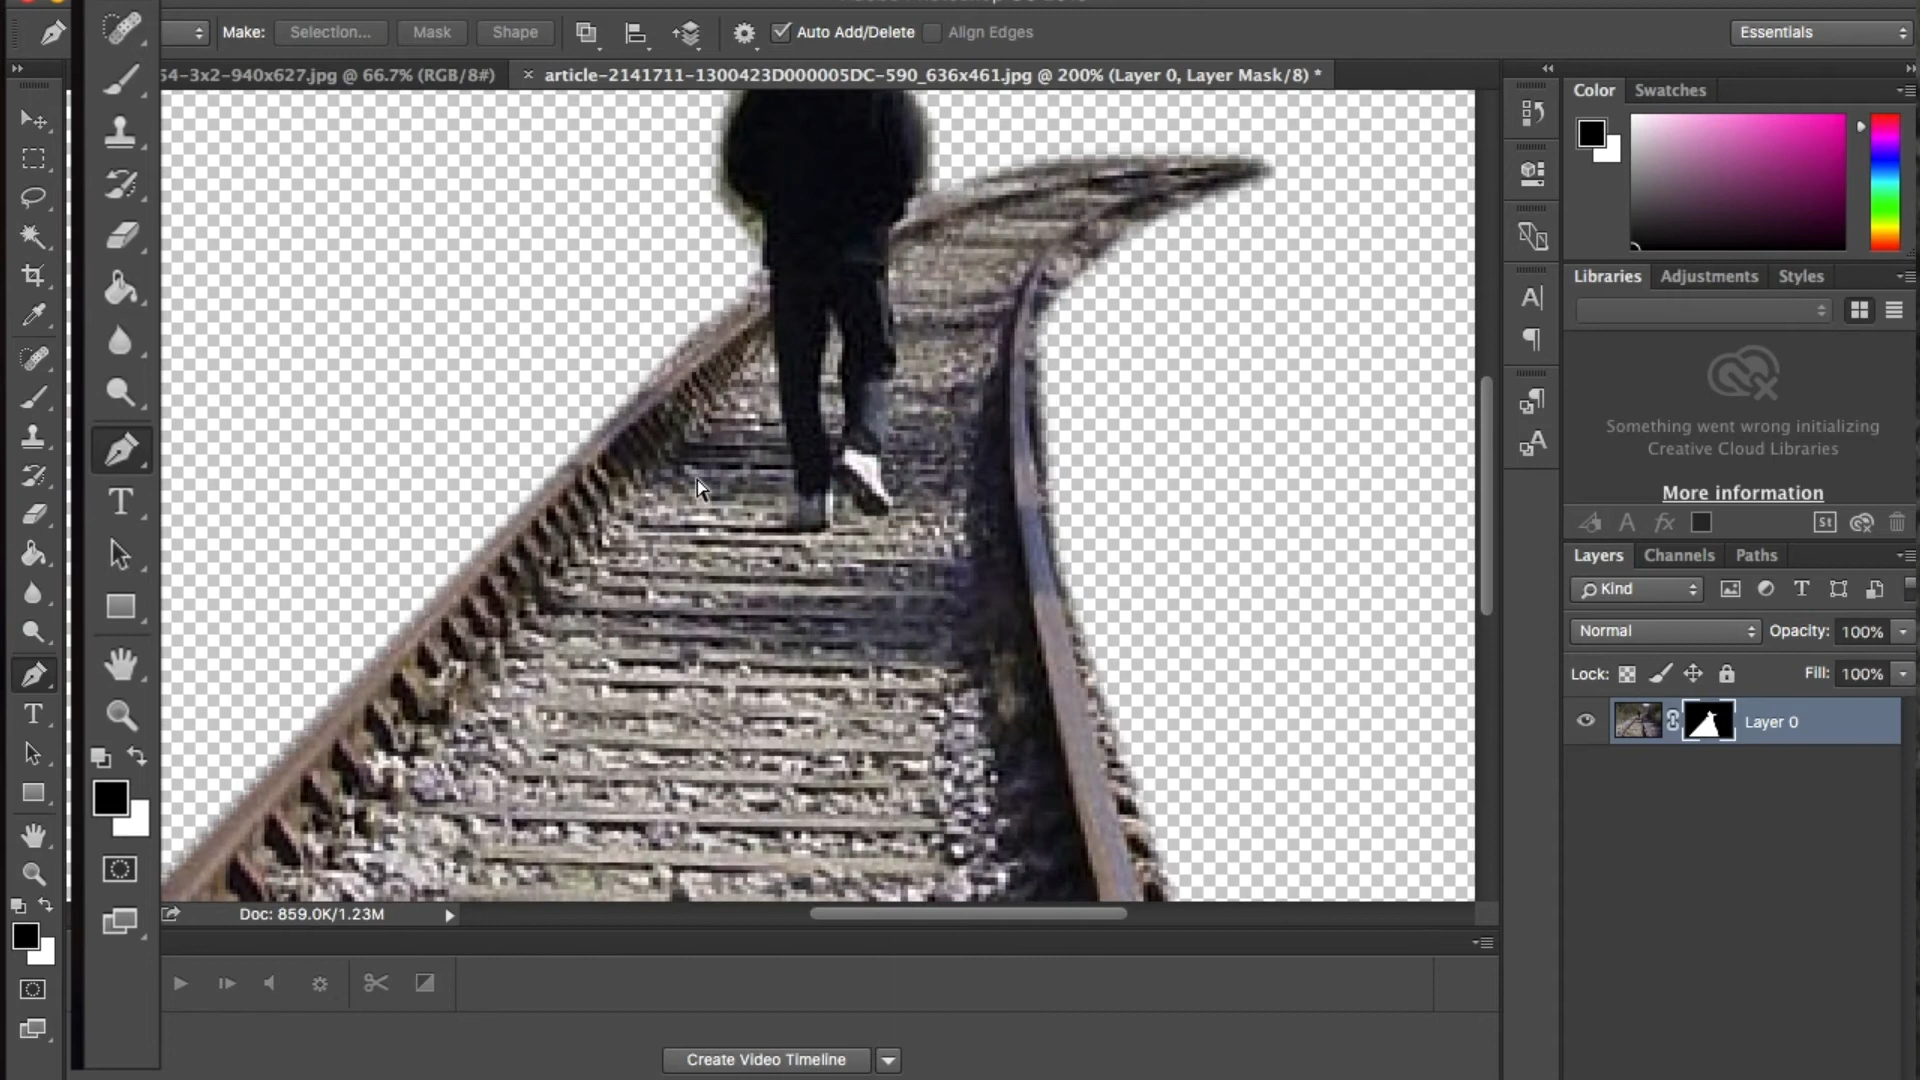 Make:
Selection...
Mask
Shape
Auto Add/Delete
Align Edges
Essentials
54-3x2-940x627.jpg @ 66.7% (RGB/8#)
× article-2141711-1300423D000005DC-590_636x461.jpg @ 200% (Layer 0, Layer Mask/8) *
Color
Swatches
Libraries
Adjustments
Styles
Something went wrong initializing
Creative Cloud Libraries
More information
fx
St
Layers
Channels
Paths
Kind
Normal
Opacity: 100%
Lock:
Fill: 100%
Layer 0
Doc: 859.0K/1.23M
Create Video Timeline